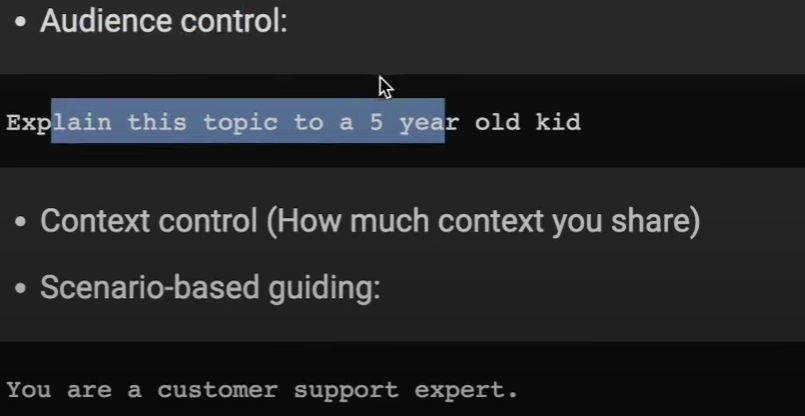 • Audience control:
Explain this topic to a 5 year old kid
• Context control (How much context you share)
• Scenario-based guiding:
You are a customer support expert.